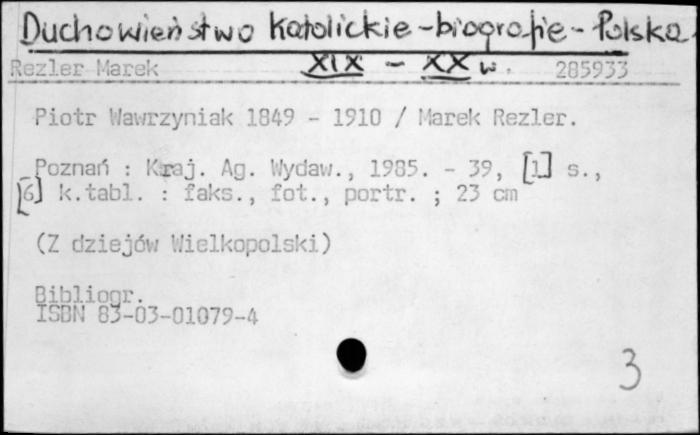 Duchowieństwo Katolickie - biografie - Polska
XIX - XX w.
Rezler Marek 285933
Piotr Wawrzyniak 1849 - 1910 / Marek Rezler.
Poznań : Kraj. Ag. Wydaw., 1985. - 39, [1] s.,
[6] k.tabl. : faks., fot., portr. ; 23 cm
(Z dziejów Wielkopolski)
Bibliogr.
ISBN 83-03-01079-4
3